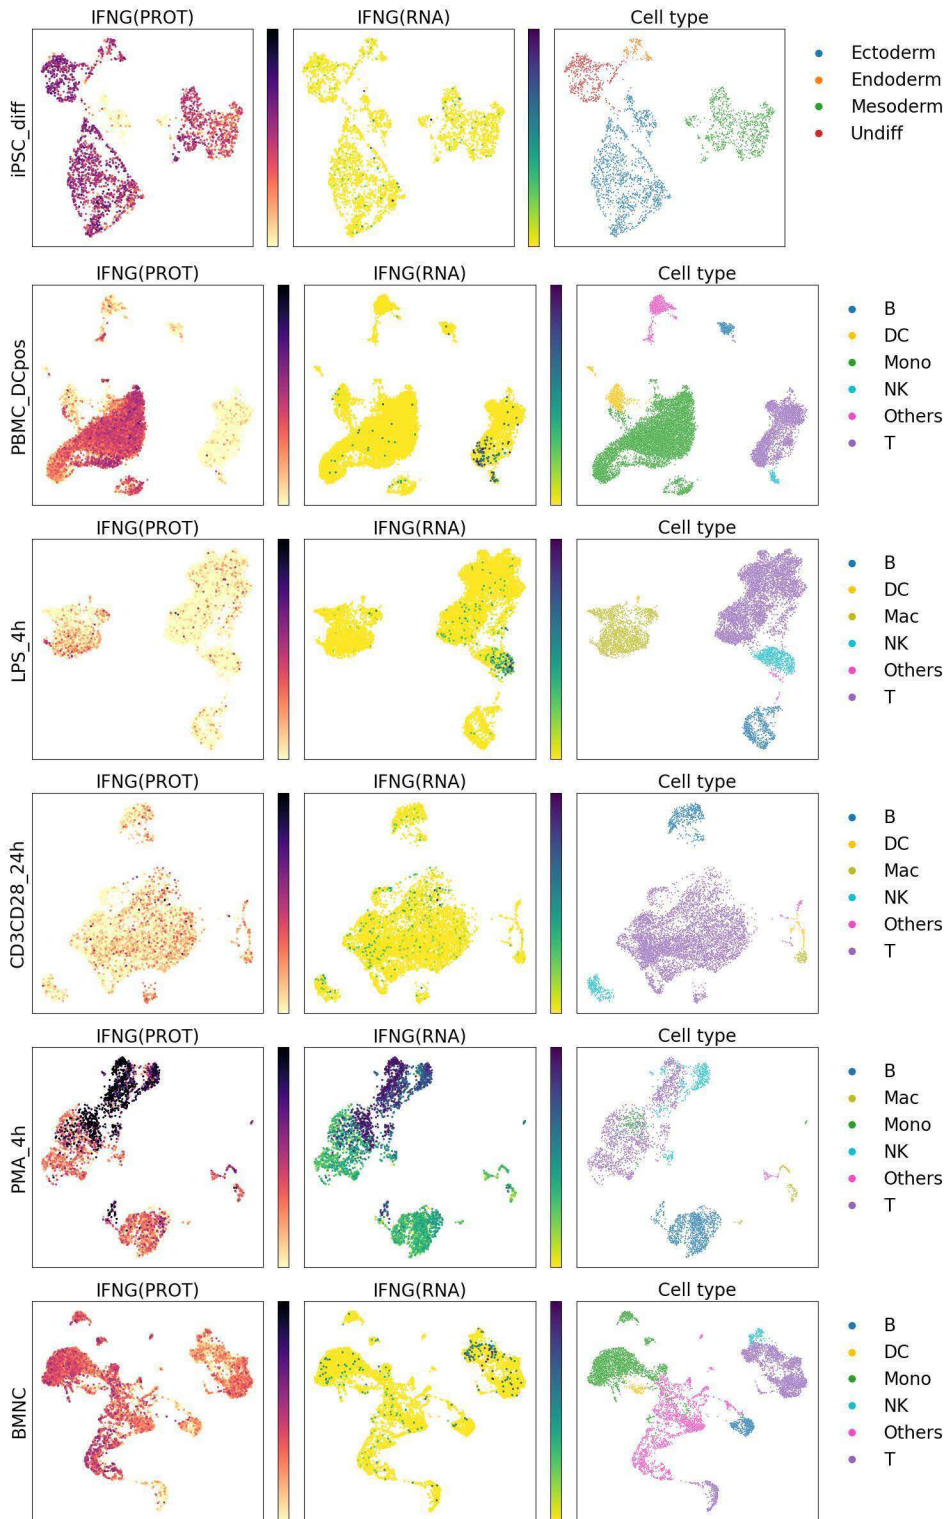 IFNG(PROT) IFNG(RNA) Cell type
iPSC_diff
Ectoderm
Endoderm
Mesoderm
Undiff
IFNG(PROT) IFNG(RNA) Cell type
PBMC_DCpos
B
DC
Mono
NK
Others
T
IFNG(PROT) IFNG(RNA) Cell type
LPS_4h
B
DC
Mac
NK
Others
T
IFNG(PROT) IFNG(RNA) Cell type
CD3CD28_24h
B
DC
Mac
NK
Others
T
IFNG(PROT) IFNG(RNA) Cell type
PMA_4h
B
Mac
Mono
NK
Others
T
IFNG(PROT) IFNG(RNA) Cell type
BMNC
B
DC
Mono
NK
Others
T